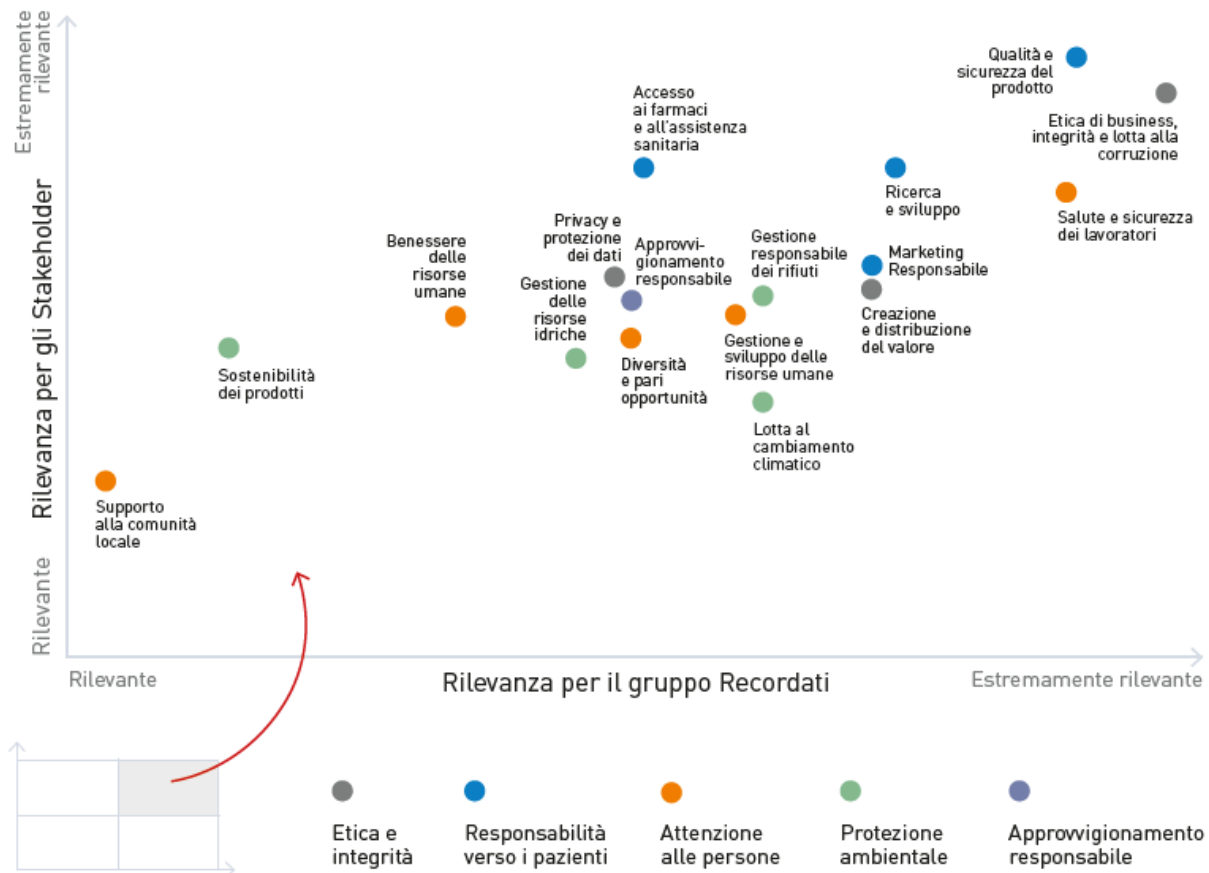 Estremamente
rilevante
Rilevanza per gli Stakeholder
Rilevante
Qualità e
sicurezza del
prodotto
Etica di business,
integrità e lotta alla
corruzione
Accesso
ai farmaci
e all'assistenza
sanitaria
Ricerca
e sviluppo
Salute e sicurezza
dei lavoratori
Privacy e
protezione
dei dati
Approvvi-
gionamento
responsabile
Gestione
responsabile
dei rifiuti
Marketing
Responsabile
Benessere
delle
risorse
umane
Gestione
delle
risorse
idriche
Creazione
e distribuzione
del valore
Diversità
e pari
opportunità
Gestione e
sviluppo delle
risorse umane
Sostenibilità
dei prodotti
Lotta al
cambiamento
climatico
Supporto
alla comunità
locale
Rilevante
Rilevanza per il gruppo Recordati
Estremamente rilevante
Etica e
integrità
Responsabilità
verso i pazienti
Attenzione
alle persone
Protezione
ambientale
Approvvigionamento
responsabile